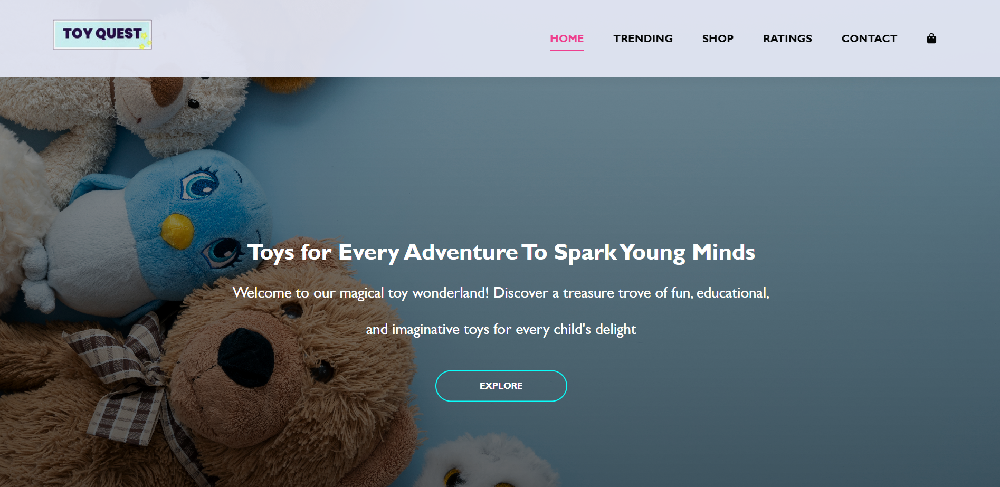 TOY QUEST
HOME TRENDING SHOP RATINGS CONTACT
Toys for Every Adventure To Spark Young Minds
Welcome to our magical toy wonderland! Discover a treasure trove of fun, educational,
and imaginative toys for every child's delight
EXPLORE